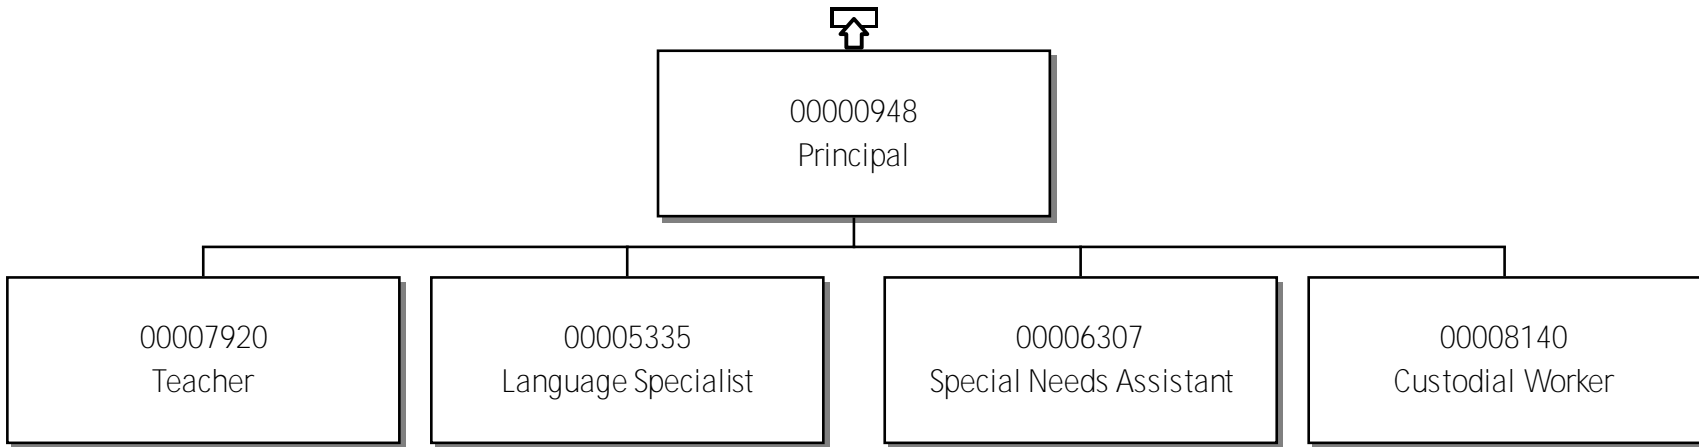 00000948
Principal
00007920
Teacher
00005335
Language Specialist
00006307
Special Needs Assistant
00008140
Custodial Worker